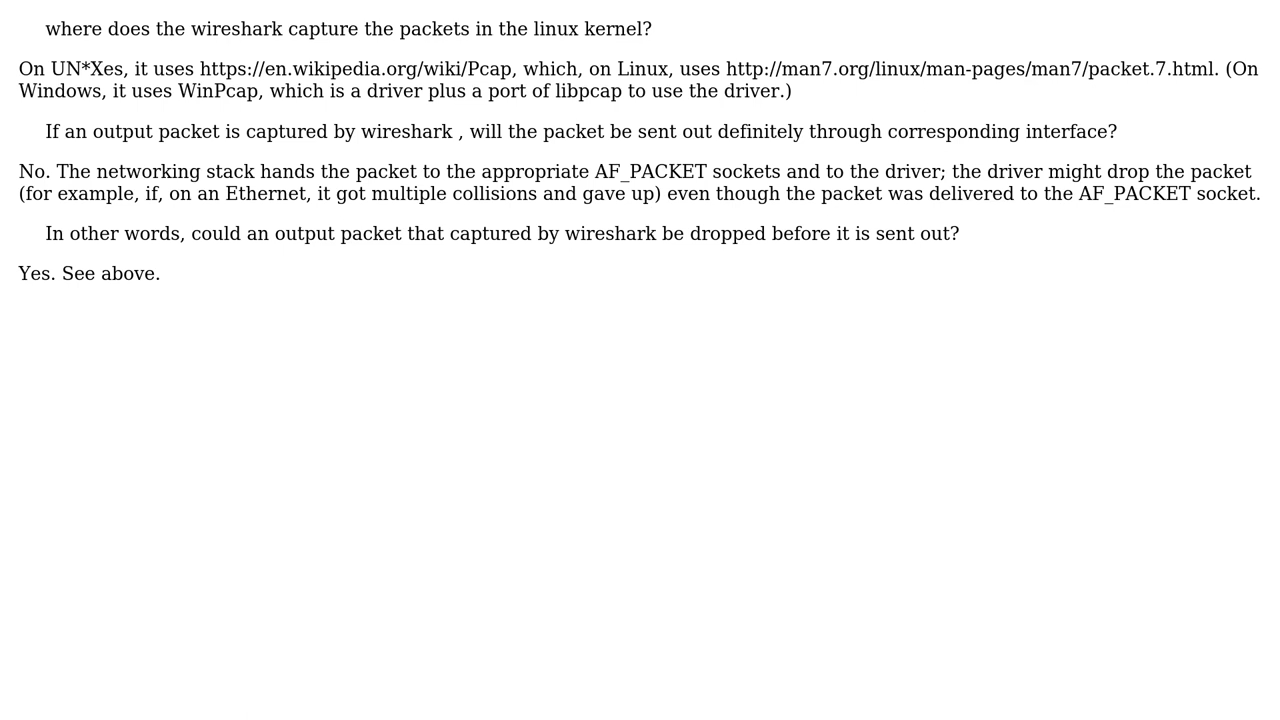 where does the wireshark capture the packets in the linux kernel?
On UN*Xes, it uses https://en.wikipedia.org/wiki/Pcap, which, on Linux, uses http://man7.org/linux/man-pages/man7/packet.7.html. (On
Windows, it uses WinPcap, which is a driver plus a port of libpcap to use the driver.)
If an output packet is captured by wireshark , will the packet be sent out definitely through corresponding interface?
No. The networking stack hands the packet to the appropriate AF_PACKET sockets and to the driver; the driver might drop the packet
(for example, if, on an Ethernet, it got multiple collisions and gave up) even though the packet was delivered to the AF_PACKET socket.
In other words, could an output packet that captured by wireshark be dropped before it is sent out?
Yes. See above.